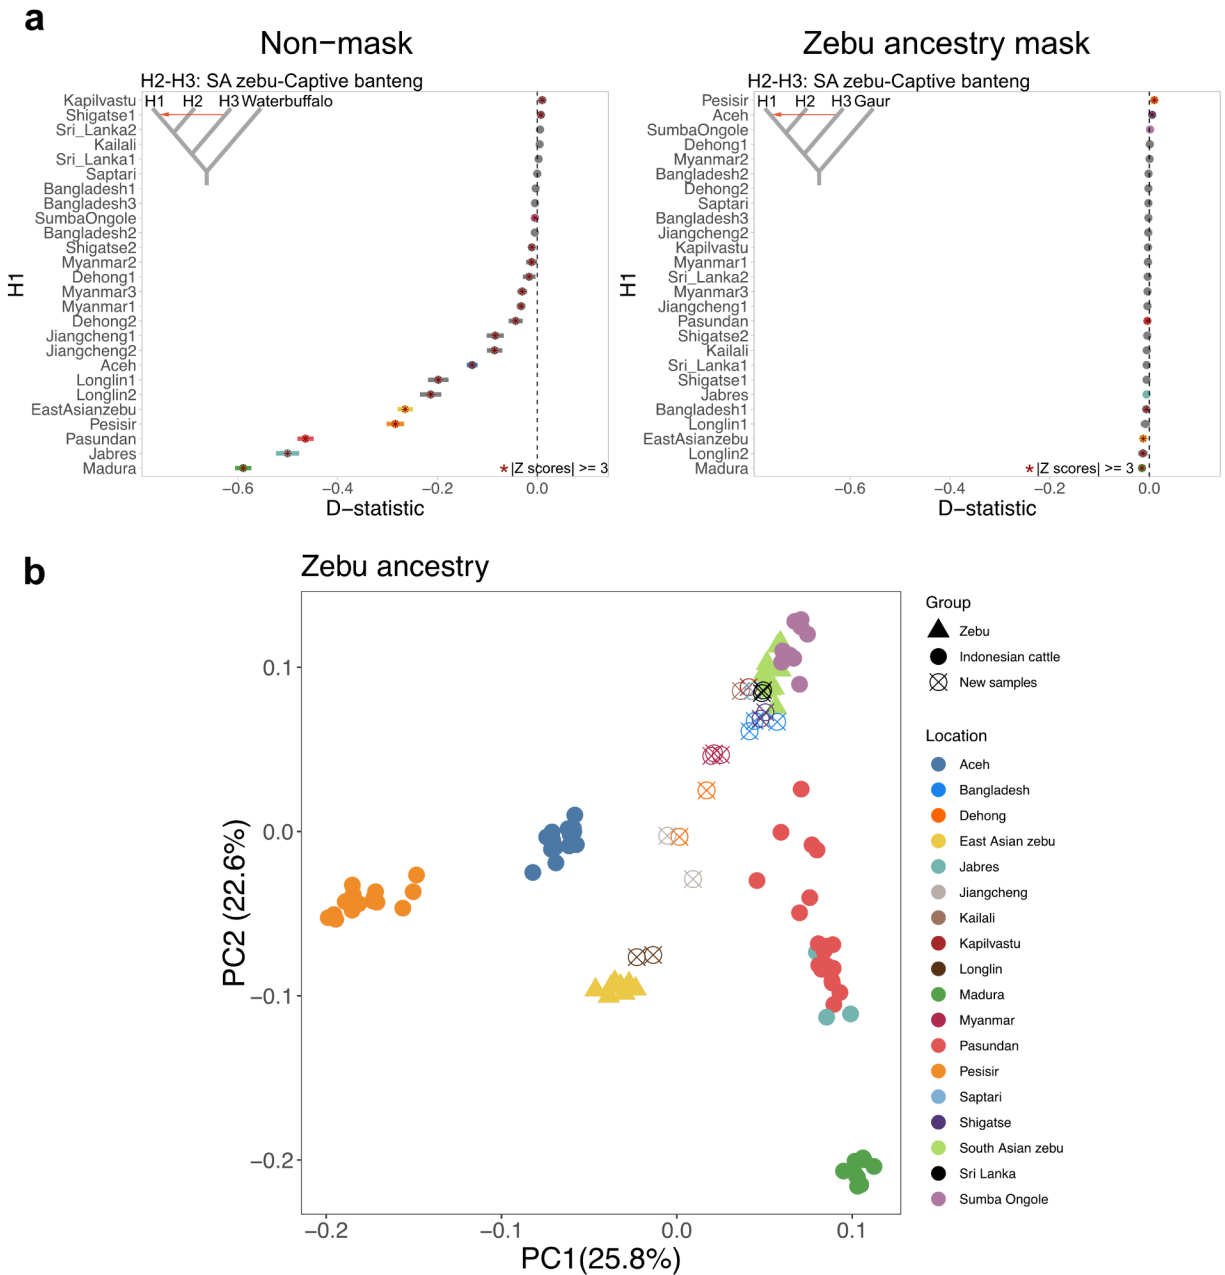 a
Non−mask
H2-H3: SA zebu-Captive banteng
H1 H2 H3 Waterbuffalo
H1
Kapilvastu
Shigatse1
Sri_Lanka2
Kailali
Sri_Lanka1
Saptari
Bangladesh1
Bangladesh3
SumbaOngole
Bangladesh2
Shigatse2
Myanmar2
Dehong1
Myanmar3
Myanmar1
Dehong2
Jiangcheng1
Jiangcheng2
Aceh
Longlin1
Longlin2
EastAsianzebu
Pesisir
Pasundan
Jabres
Madura
* |Z scores| >= 3
−0.6 −0.4 −0.2 0.0
D−statistic
Zebu ancestry mask
H2-H3: SA zebu-Captive banteng
H1 H2 H3 Gaur
H1
Pesisir
Aceh
SumbaOngole
Dehong1
Myanmar2
Bangladesh2
Dehong2
Saptari
Bangladesh3
Jiangcheng2
Kapilvastu
Myanmar1
Sri_Lanka2
Myanmar3
Jiangcheng1
Pasundan
Shigatse2
Kailali
Sri_Lanka1
Shigatse1
Jabres
Bangladesh1
Longlin1
EastAsianzebu
Longlin2
Madura
* |Z scores| >= 3
−0.6 −0.4 −0.2 0.0
D−statistic
b
Zebu ancestry
PC2 (22.6%)
0.1
0.0
−0.1
−0.2
−0.2 −0.1 0.0 0.1
PC1(25.8%)
Group
Zebu
Indonesian cattle
New samples
Location
Aceh
Bangladesh
Dehong
East Asian zebu
Jabres
Jiangcheng
Kailali
Kapilvastu
Longlin
Madura
Myanmar
Pasundan
Pesisir
Saptari
Shigatse
South Asian zebu
Sri Lanka
Sumba Ongole